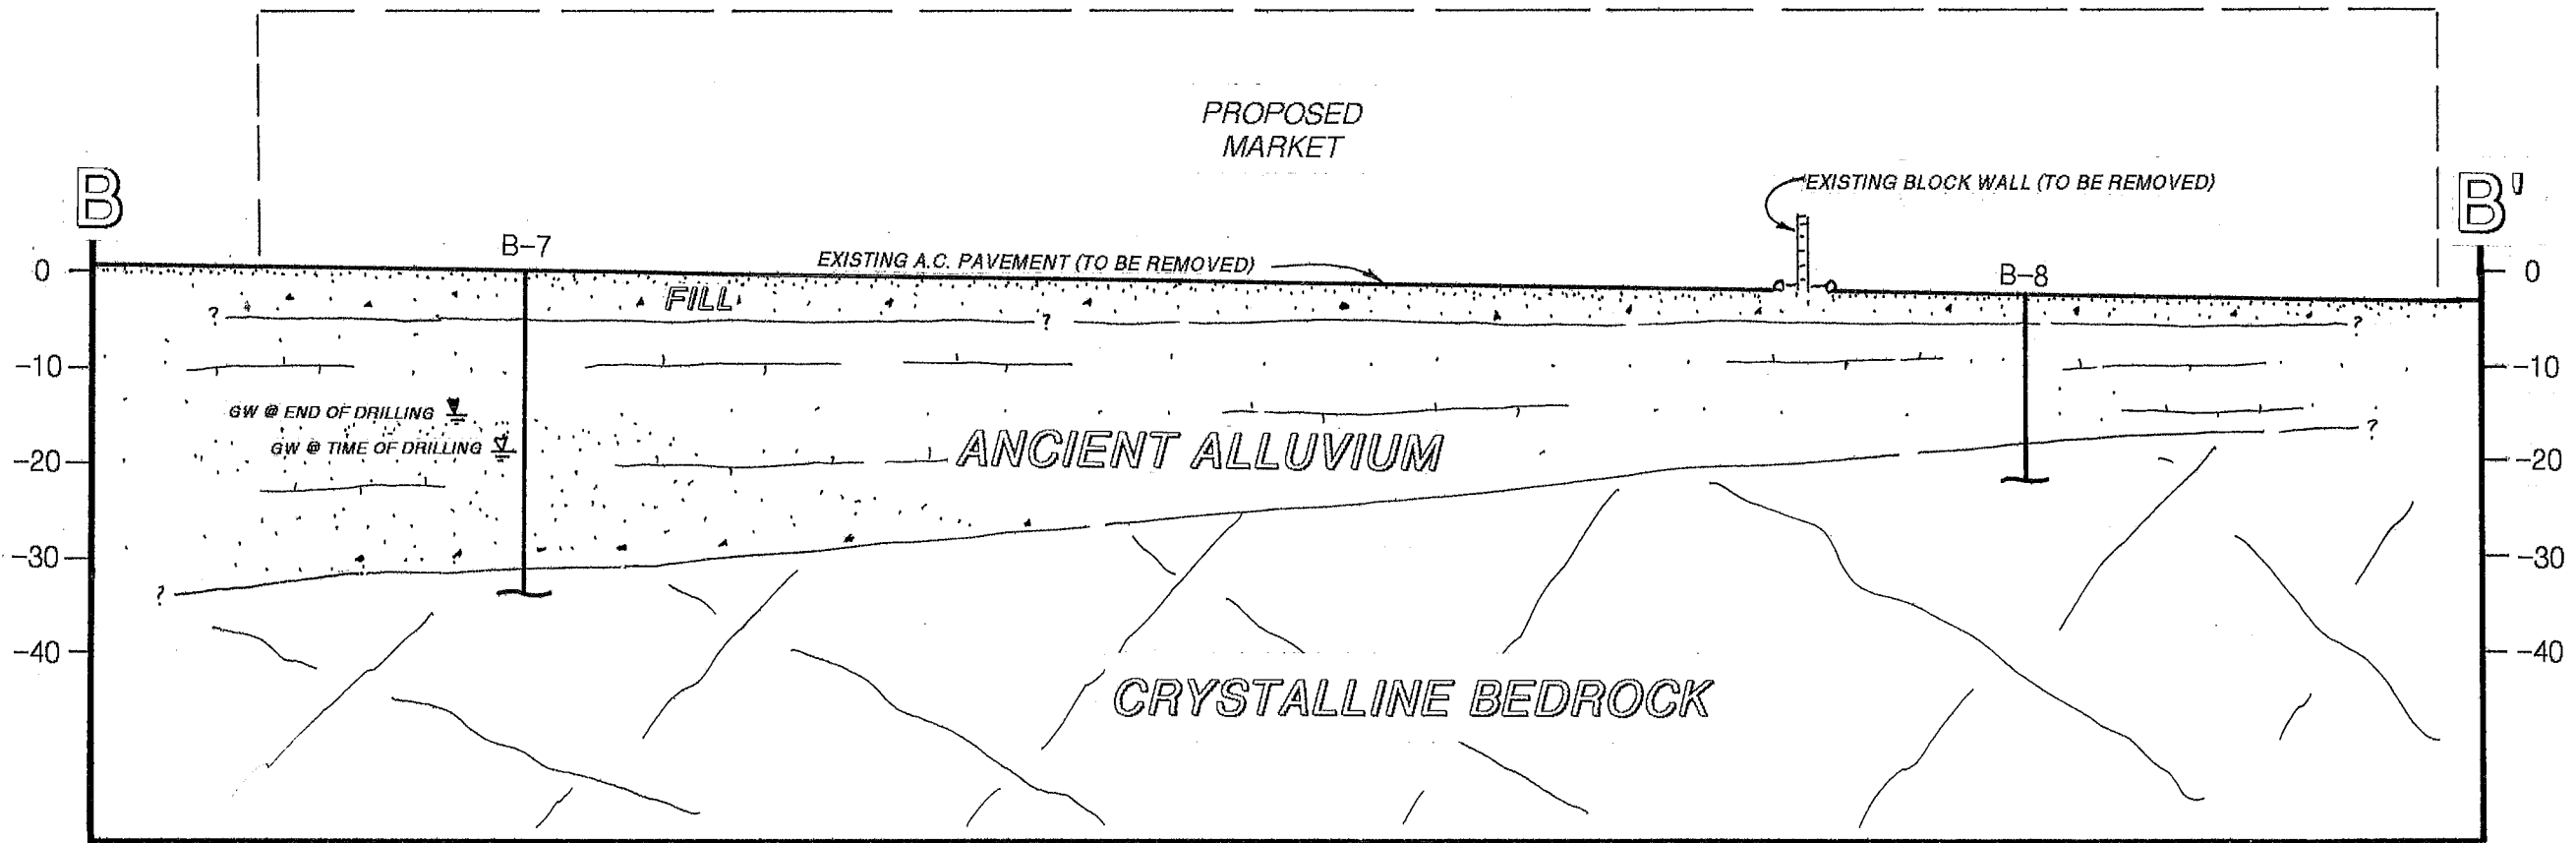 PROPOSED
MARKET
B
B'
EXISTING BLOCK WALL (TO BE REMOVED)
B-7
EXISTING A.C. PAVEMENT (TO BE REMOVED)
B-8
0
0
FILL
?
?
?
-10
-10
GW @ END OF DRILLING
GW @ TIME OF DRILLING
ANCIENT ALLUVIUM
?
-20
-20
-30
-30
?
-40
-40
CRYSTALLINE BEDROCK